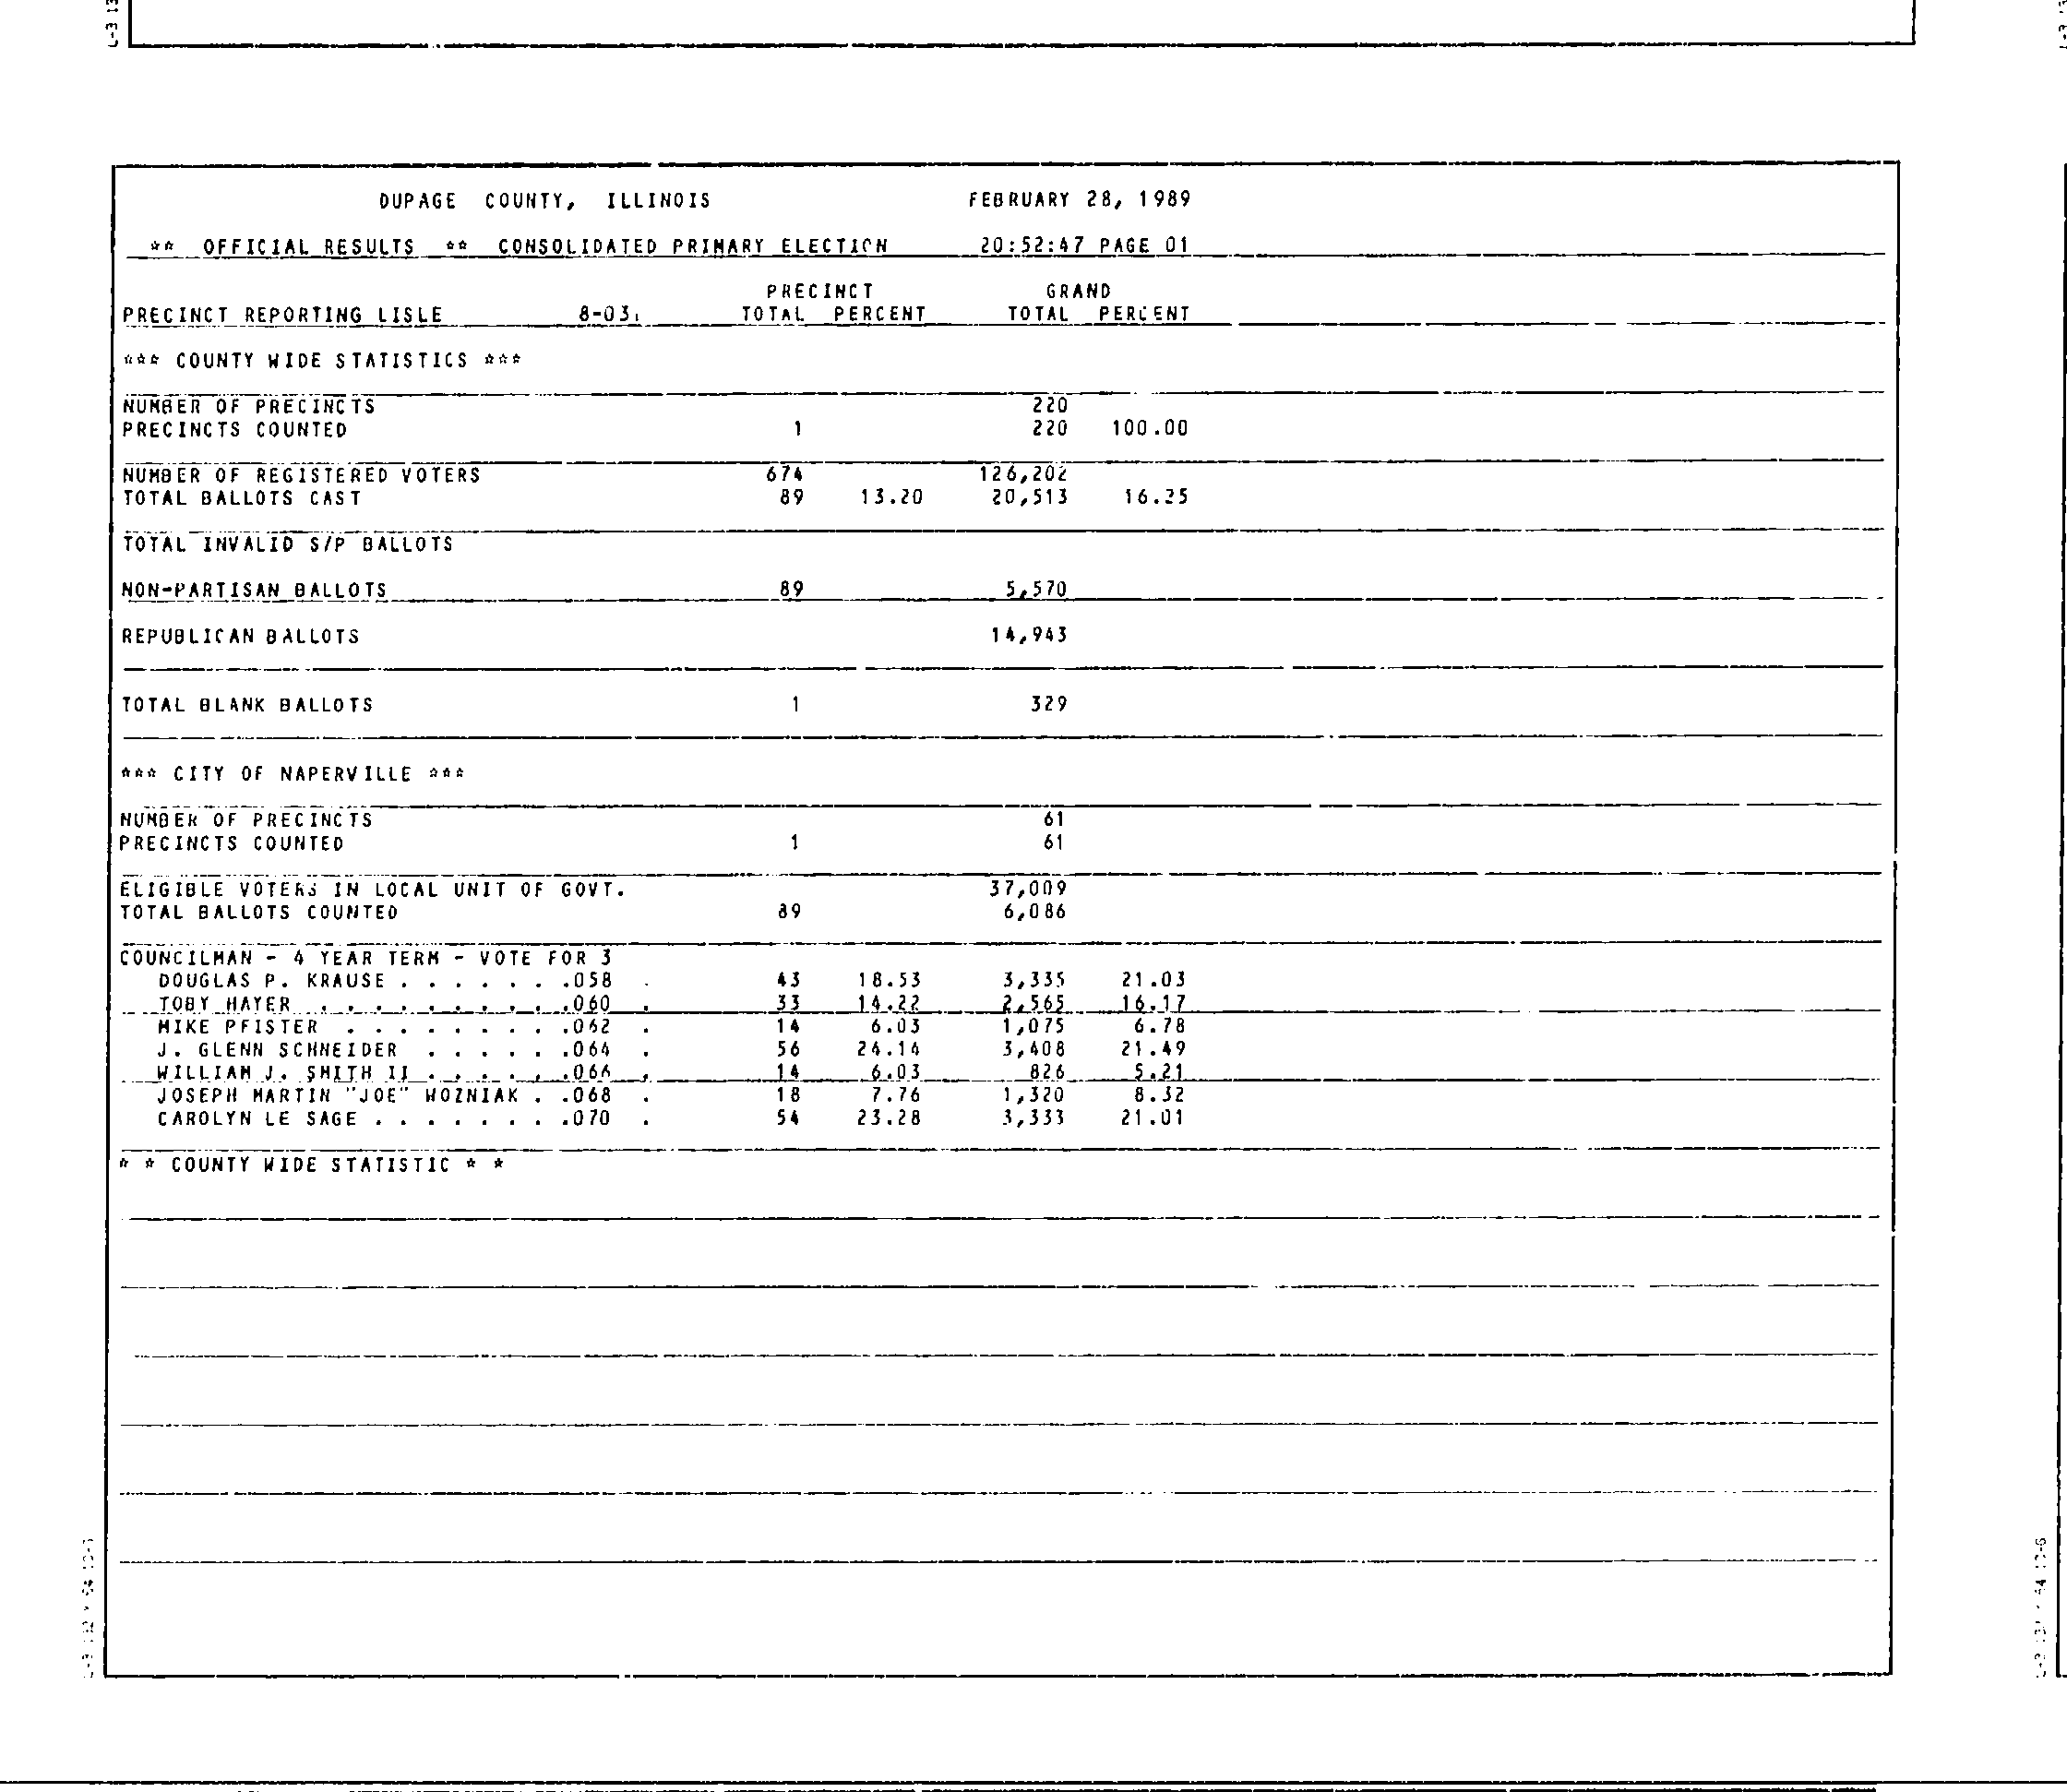 DUPAGE COUNTY, ILLINOIS FEBRUARY 28, 1989
** OFFICIAL RESULTS ** CONSOLIDATED PRIMARY ELECTION 20:52:47 PAGE 01
PRECINCT GRAND
PRECINCT REPORTING LISLE 8-03 TOTAL PERCENT TOTAL PERCENT
*** COUNTY WIDE STATISTICS ***
NUMBER OF PRECINCTS 220
PRECINCTS COUNTED 1 220 100.00
NUMBER OF REGISTERED VOTERS 674 126,202
TOTAL BALLOTS CAST 89 13.20 20,513 16.25
TOTAL INVALID S/P BALLOTS
NON-PARTISAN BALLOTS 89 5,570
REPUBLICAN BALLOTS 14,943
TOTAL BLANK BALLOTS 1 329
*** CITY OF NAPERVILLE ***
NUMBER OF PRECINCTS 61
PRECINCTS COUNTED 1 61
ELIGIBLE VOTERS IN LOCAL UNIT OF GOVT. 37,009
TOTAL BALLOTS COUNTED 89 6,086
COUNCILMAN - 4 YEAR TERM - VOTE FOR 3
DOUGLAS P. KRAUSE . . . . . . .058 . 43 18.53 3,335 21.03
TOBY HAYER . . . . . . . . . .060 . 33 14.22 2,565 16.17
MIKE PFISTER . . . . . . . . .062 . 14 6.03 1,075 6.78
J. GLENN SCHNEIDER . . . . . .064 . 56 24.14 3,408 21.49
WILLIAM J. SMITH II . . . . . .066 . 14 6.03 826 5.21
JOSEPH MARTIN "JOE" WOZNIAK . .068 . 18 7.76 1,320 8.32
CAROLYN LE SAGE . . . . . . . .070 . 54 23.28 3,333 21.01
* * COUNTY WIDE STATISTIC * *